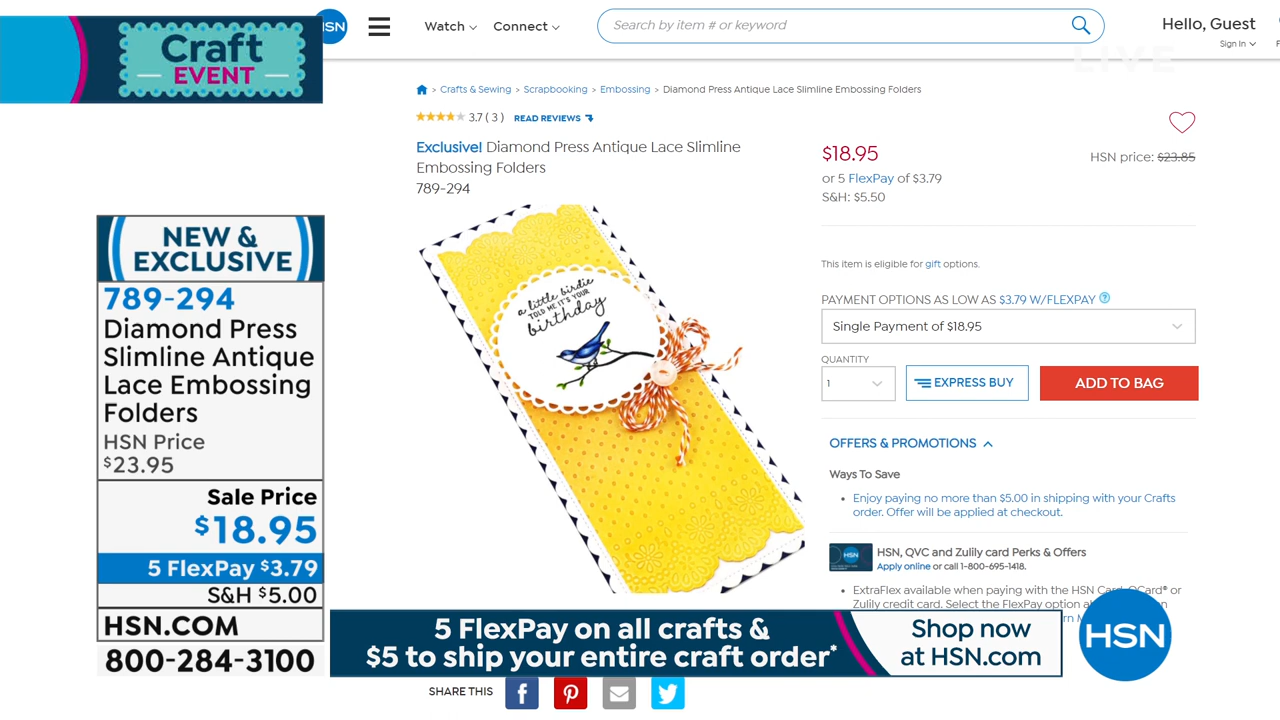 Craft
EVENT
HSN
Watch
Connect
Search by item # or keyword
Hello, Guest
Sign In
LIVE
> Crafts & Sewing > Scrapbooking > Embossing > Diamond Press Antique Lace Slimline Embossing Folders
3.7 ( 3 ) READ REVIEWS
Exclusive! Diamond Press Antique Lace Slimline
Embossing Folders
789-294
$18.95
HSN price: $23.85
or 5 FlexPay of $3.79
S&H: $5.50
This item is eligible for gift options.
PAYMENT OPTIONS AS LOW AS $3.79 W/FLEXPAY ?
Single Payment of $18.95
QUANTITY
1
EXPRESS BUY
ADD TO BAG
OFFERS & PROMOTIONS
Ways To Save
• Enjoy paying no more than $5.00 in shipping with your Crafts
order. Offer will be applied at checkout.
HSN
HSN, QVC and Zulily card Perks & Offers
Apply online or call 1-800-695-1418.
• ExtraFlex available when paying with the HSN Card, QCard® or
Zulily credit card. Select the FlexPay option
a little birdie
TOLD ME IT'S YOUR
birthday
NEW &
EXCLUSIVE
789-294
Diamond Press
Slimline Antique
Lace Embossing
Folders
HSN Price
$23.95
Sale Price
$18.95
5 FlexPay $3.79
S&H $5.00
HSN.COM
800-284-3100
5 FlexPay on all crafts &
$5 to ship your entire craft order*
Shop now
at HSN.com
HSN
SHARE THIS